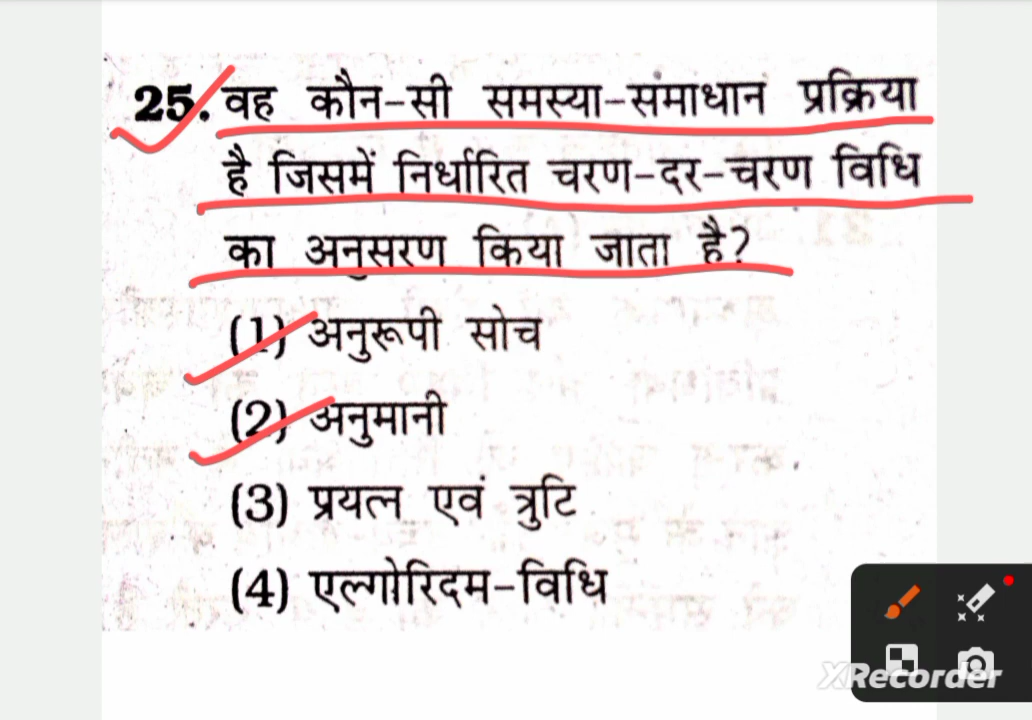 25. वह कौन-सी समस्या-समाधान प्रक्रिया
है जिसमें निर्धारित चरण-दर-चरण विधि
का अनुसरण किया जाता है?
(1) अनुरूपी सोच
(2) अनुमानी
(3) प्रयत्न एवं त्रुटि
(4) एल्गोरिदम-विधि
XRecorder